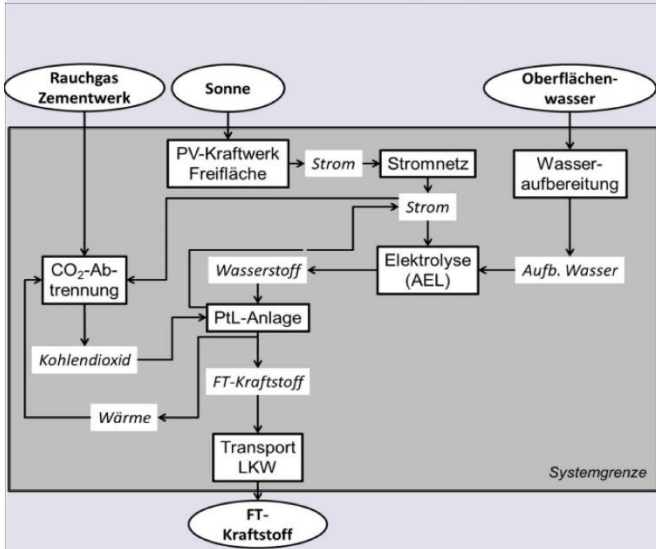 Rauchgas
Zementwerk
Sonne
Oberflächen-
wasser
PV-Kraftwerk
Freifläche
Strom
Stromnetz
Wasser-
aufbereitung
Strom
CO₂-Ab-
trennung
Wasserstoff
Elektrolyse
(AEL)
Aufb. Wasser
PtL-Anlage
Kohlendioxid
FT-Kraftstoff
Wärme
Transport
LKW
Systemgrenze
FT-
Kraftstoff